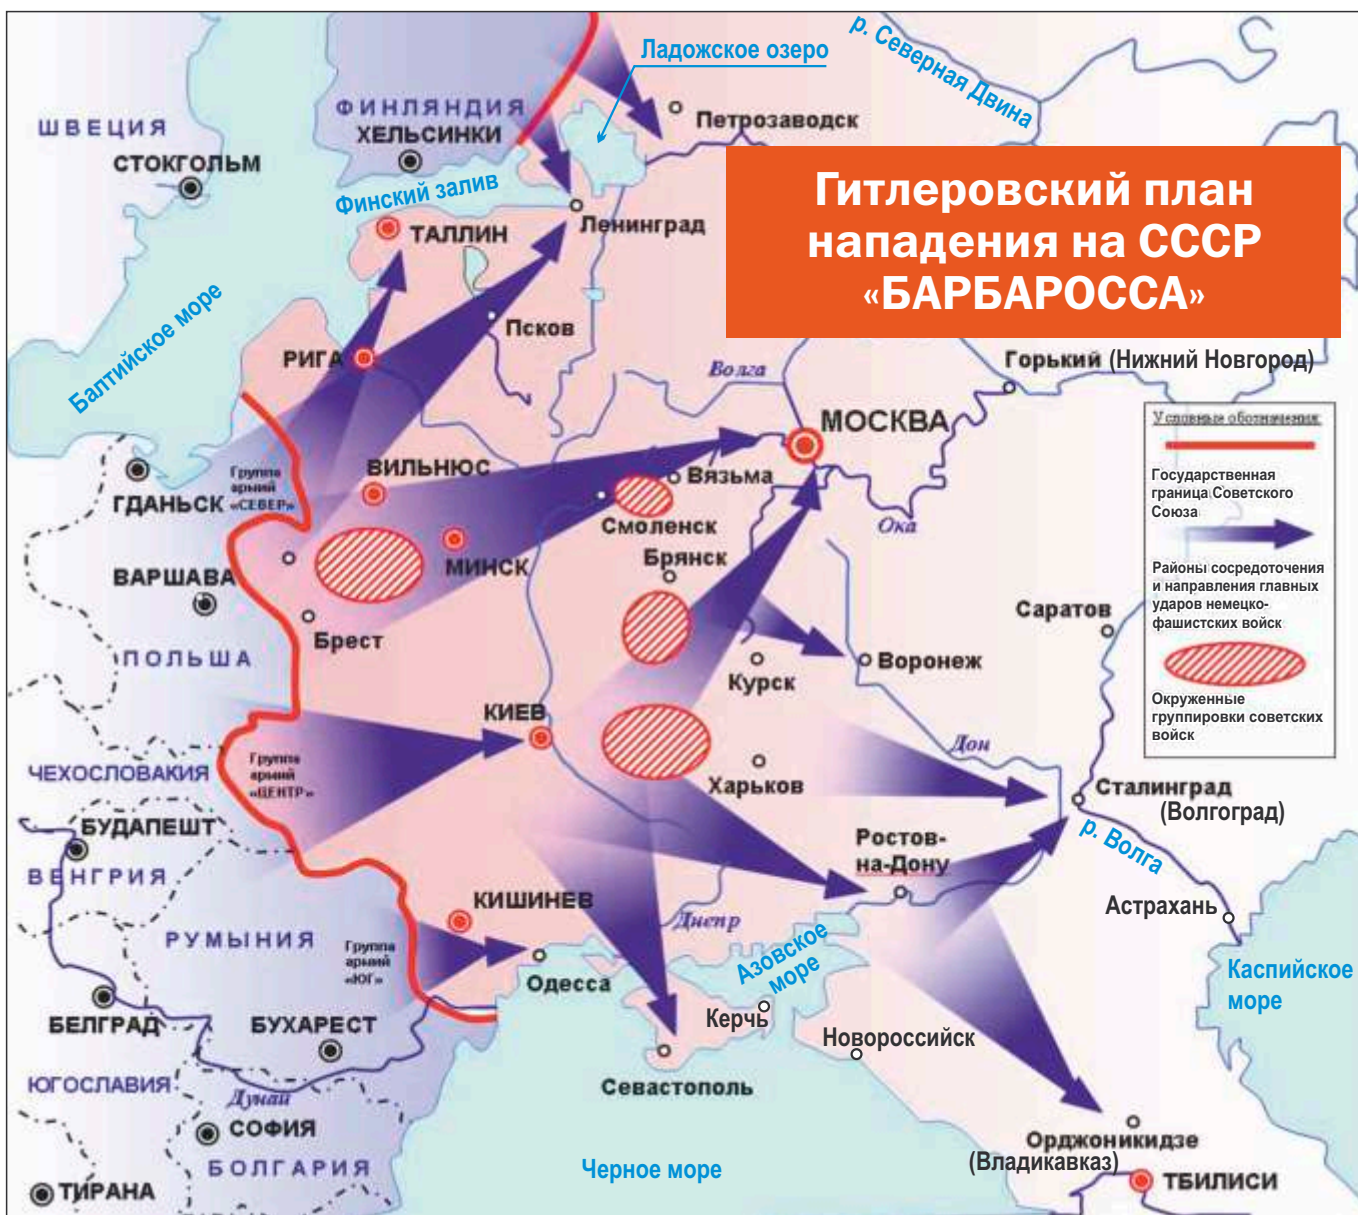 р. Северная Двина
Ладожское озеро
Петрозаводск
ФИНЛЯНДИЯ
ХЕЛЬСИНКИ
ШВЕЦИЯ
СТОКГОЛЬМ
Финский залив
ТАЛЛИН
Ленинград
Гитлеровский план
нападения на СССР
«БАРБАРОССА»
Балтийское море
Псков
РИГА
Волга
Горький (Нижний Новгород)
МОСКВА
Условные обозначения:
Государственная
граница Советского
Союза
Районы сосредоточения
и направления главных
ударов немецко-
фашистских войск
Окруженные
группировки советских
войск
ГДАНЬСК
Группа
армий
«СЕВЕР»
ВИЛЬНЮС
Вязьма
Смоленск
Ока
Брянск
МИНСК
ВАРШАВА
Брест
ПОЛЬША
Саратов
Воронеж
Курск
КИЕВ
Дон
Харьков
Группа
армий
«ЦЕНТР»
ЧЕХОСЛОВАКИЯ
Сталинград
(Волгоград)
р. Волга
БУДАПЕШТ
ВЕНГРИЯ
Ростов-
на-Дону
Астрахань
КИШИНЕВ
Днепр
РУМЫНИЯ
Группа
армий
«ЮГ»
Одесса
Азовское
море
Каспийское
море
Керчь
БЕЛГРАД
БУХАРЕСТ
Новороссийск
Севастополь
ЮГОСЛАВИЯ
Дунай
СОФИЯ
Орджоникидзе
(Владикавказ)
БОЛГАРИЯ
Черное море
ТИРАНА
ТБИЛИСИ